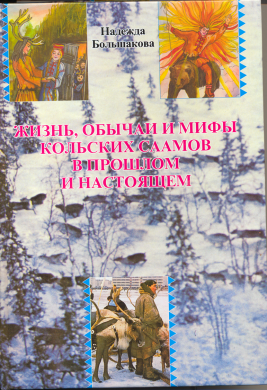 Надежда
Большакова
ЖИЗНЬ, ОБЫЧАИ И МИФЫ
КОЛЬСКИХ СААМОВ
В ПРОШЛОМ
И НАСТОЯЩЕМ